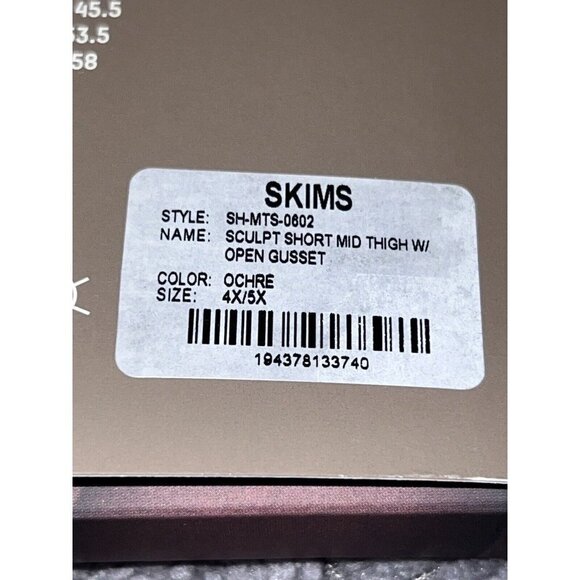 45.5
3.5
58
SKIMS
STYLE: SH-MTS-0602
NAME: SCULPT SHORT MID THIGH W/
OPEN GUSSET
COLOR: OCHRE
SIZE: 4X/5X
194378133740